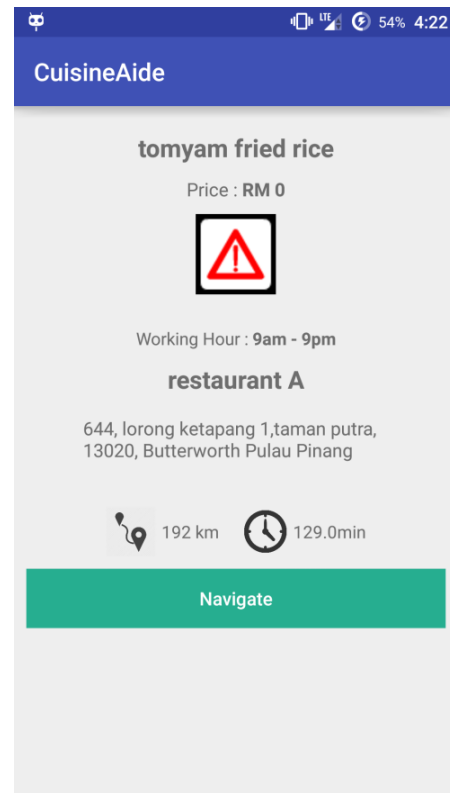 LTE 54% 4:22
CuisineAide
tomyam fried rice
Price : RM 0
Working Hour : 9am - 9pm
restaurant A
644, lorong ketapang 1,taman putra,
13020, Butterworth Pulau Pinang
192 km 129.0min
Navigate